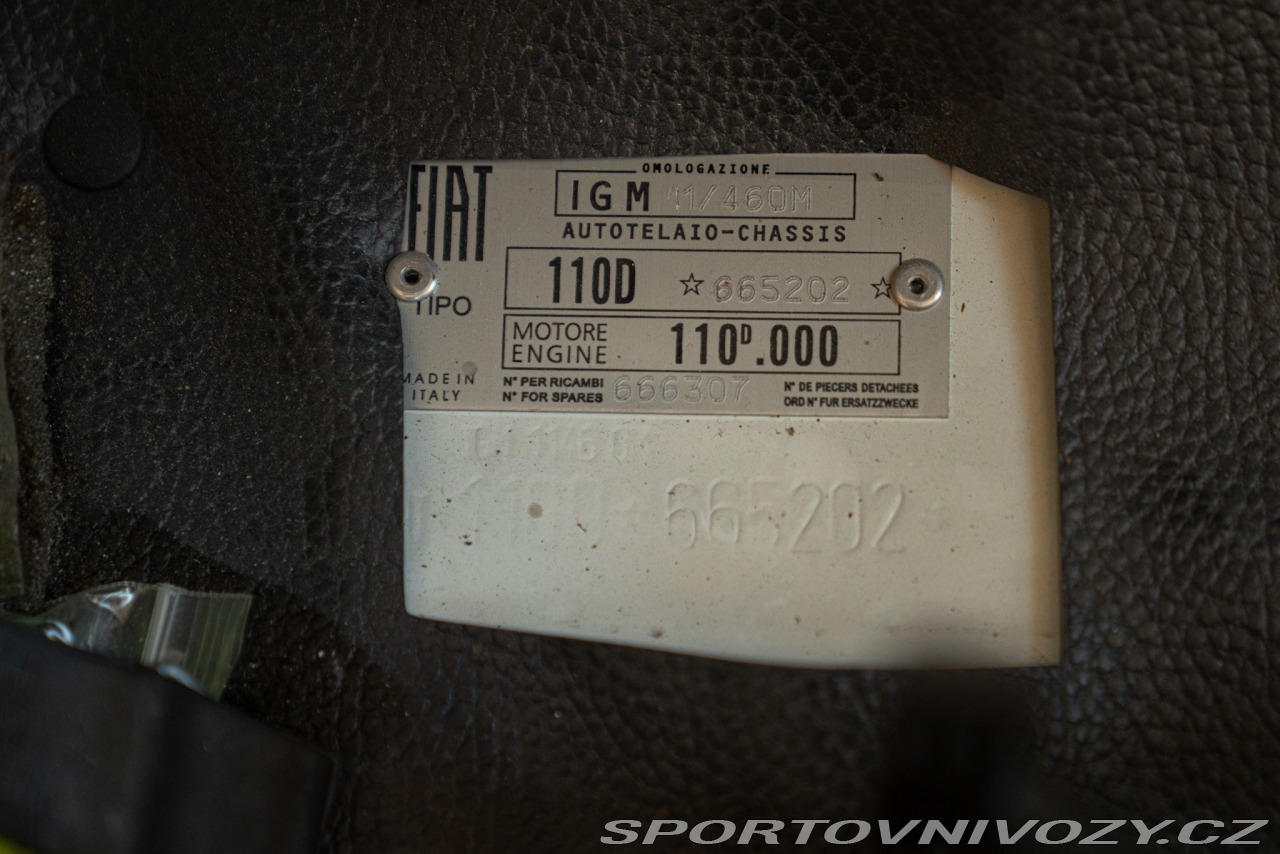 FIAT
OMOLOGAZIONE
IGM 11/460M
AUTOTELAIO-CHASSIS
110D ☆665202☆
TIPO
MOTORE 110ᴰ.000
ENGINE
MADE IN
ITALY
N° PER RICAMBI 666307 N° DE PIECERS DETACHEES
N° FOR SPARES ORD N° FUR ERSATZZWECKE
110D 665202
SPORTOVNIVOZY.CZ